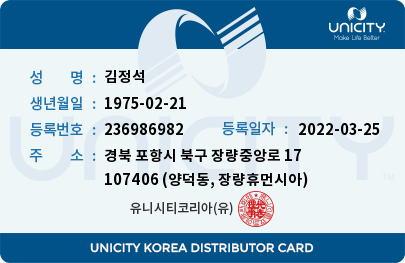 UNICITY
Make Life Better
성 명 : 김정석
생년월일 : 1975-02-21
등록번호 : 236986982 등록일자 : 2022-03-25
주 소 : 경북 포항시 북구 장량중앙로 17
107406 (양덕동, 장량휴먼시아)
유니시티코리아(유)
UNICITY
UNICITY KOREA DISTRIBUTOR CARD